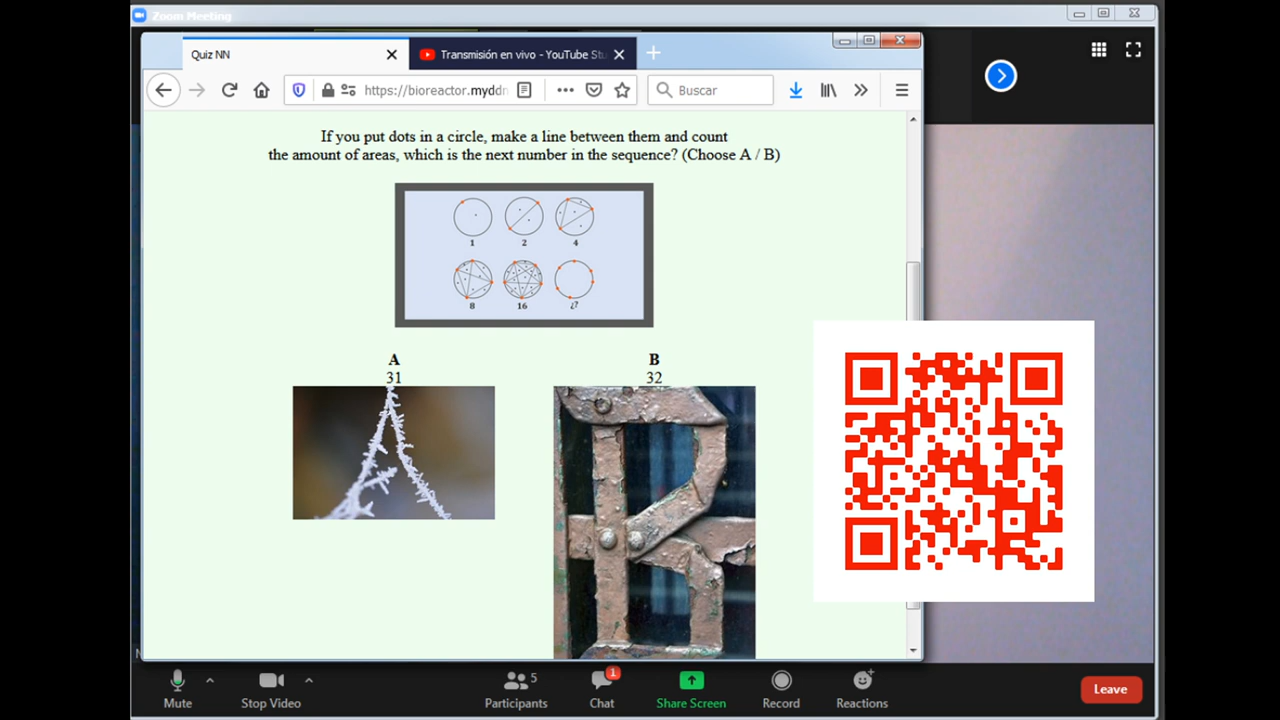 Zoom Meeting
Quiz NN
Transmisión en vivo - YouTube Stu
https://bioreactor.myddn
Buscar
If you put dots in a circle, make a line between them and count
the amount of areas, which is the next number in the sequence? (Choose A / B)
1 2 4
8 16 ¿?
A B
31 32
5
1
Mute
Stop Video
Participants
Chat
Share Screen
Record
Reactions
Leave